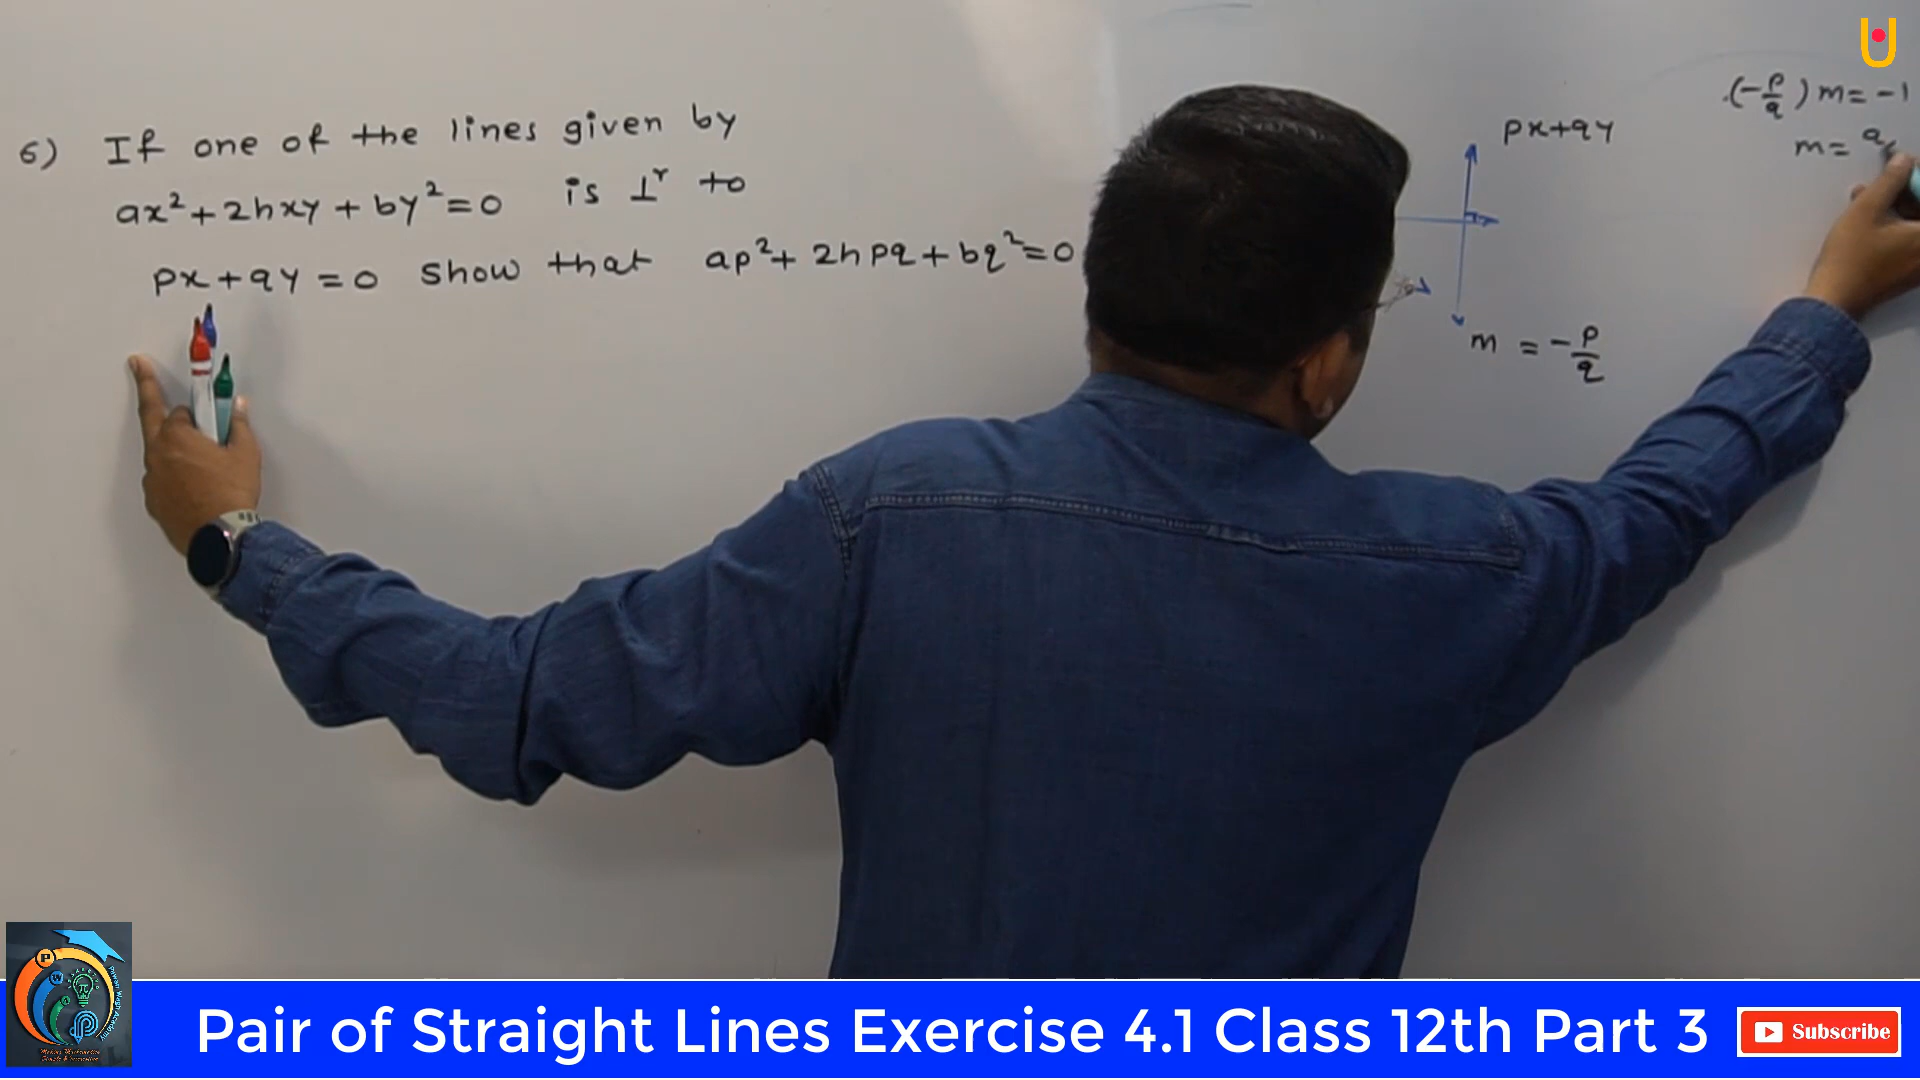 6) If one of the lines given by
ax²+2hxy+by²=0 is ⊥ʳ to
px+qy=0 show that ap²+2hpq+bq²=0
px+qy
m = -p/q
(-p/q)m=-1
m= q/
Pair of Straight Lines Exercise 4.1 Class 12th Part 3
Subscribe